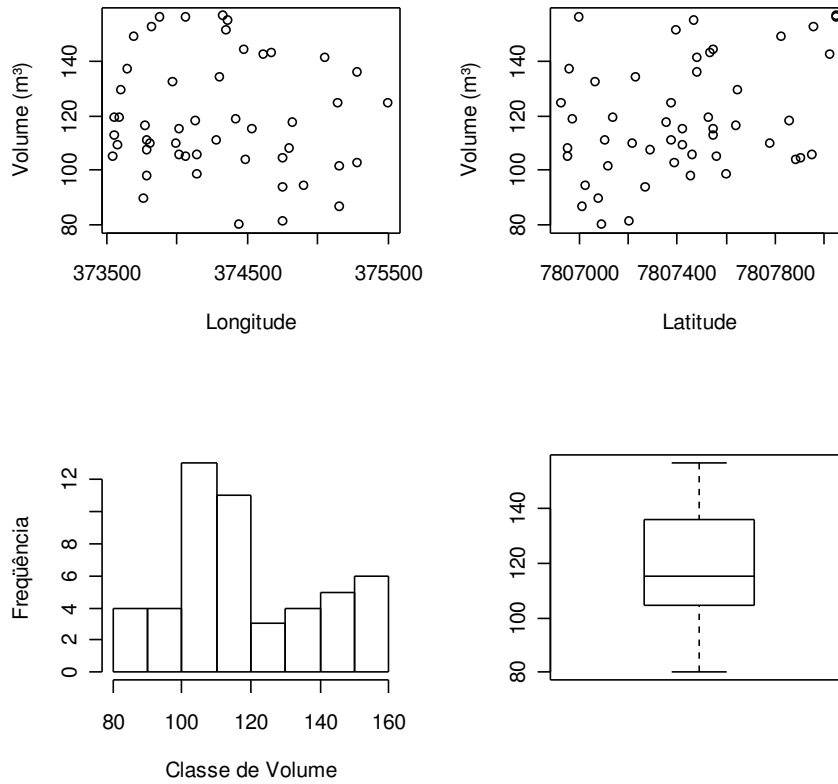 Volume (m³)
80 100 120 140
373500 374500 375500
Longitude
Volume (m³)
80 100 120 140
7807000 7807400 7807800
Latitude
Freqüência
0 2 4 6 8 12
80 100 120 140 160
Classe de Volume
80 100 120 140